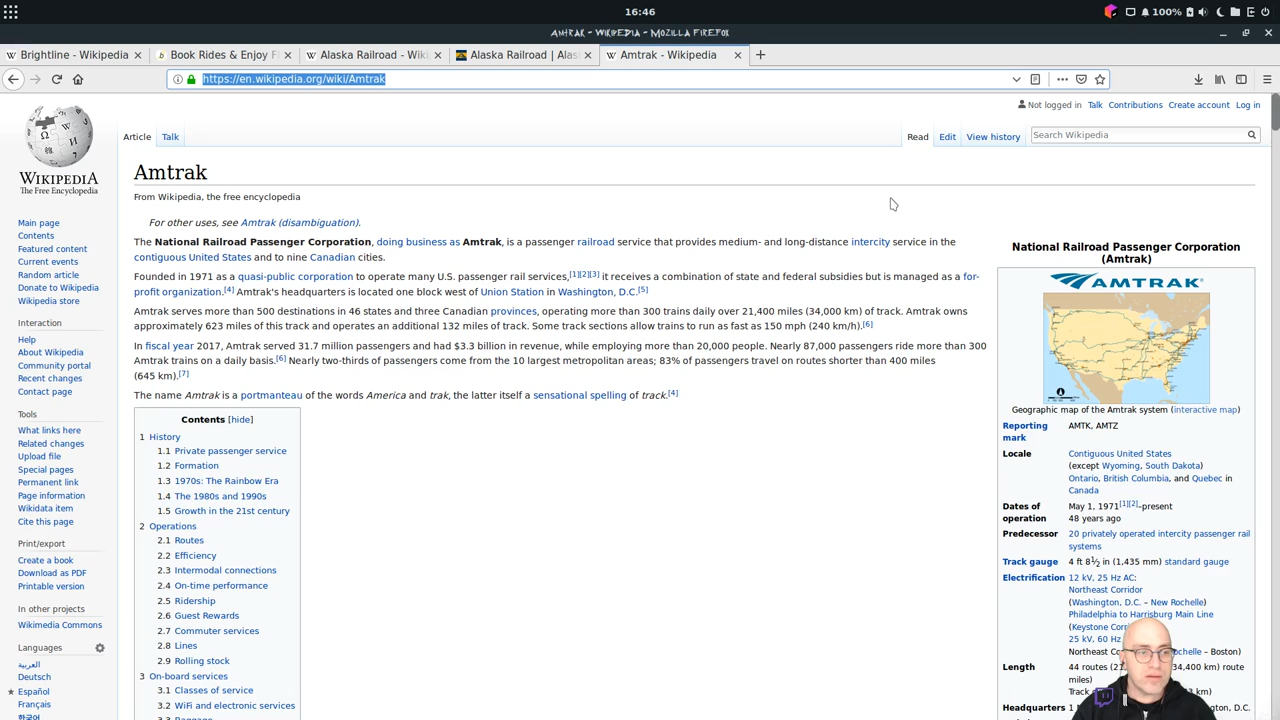 16:46
100%
Amtrak - Wikipedia - Mozilla Firefox
Brightline - Wikipedia
Book Rides & Enjoy F
Alaska Railroad - Wiki
Alaska Railroad | Alas
Amtrak - Wikipedia
https://en.wikipedia.org/wiki/Amtrak
Not logged in Talk Contributions Create account Log in
Article Talk Read Edit View history Search Wikipedia
WIKIPEDIA
The Free Encyclopedia
Main page
Contents
Featured content
Current events
Random article
Donate to Wikipedia
Wikipedia store
Interaction
Help
About Wikipedia
Community portal
Recent changes
Contact page
Tools
What links here
Related changes
Upload file
Special pages
Permanent link
Page information
Wikidata item
Cite this page
Print/export
Create a book
Download as PDF
Printable version
In other projects
Wikimedia Commons
Languages
العربية
Deutsch
Español
Français
한국어
Amtrak
From Wikipedia, the free encyclopedia
For other uses, see Amtrak (disambiguation).
The National Railroad Passenger Corporation, doing business as Amtrak, is a passenger railroad service that provides medium- and long-distance intercity service in the
contiguous United States and to nine Canadian cities.
Founded in 1971 as a quasi-public corporation to operate many U.S. passenger rail services,[1][2][3] it receives a combination of state and federal subsidies but is managed as a for-
profit organization.[4] Amtrak's headquarters is located one block west of Union Station in Washington, D.C.[5]
Amtrak serves more than 500 destinations in 46 states and three Canadian provinces, operating more than 300 trains daily over 21,400 miles (34,000 km) of track. Amtrak owns
approximately 623 miles of this track and operates an additional 132 miles of track. Some track sections allow trains to run as fast as 150 mph (240 km/h).[6]
In fiscal year 2017, Amtrak served 31.7 million passengers and had $3.3 billion in revenue, while employing more than 20,000 people. Nearly 87,000 passengers ride more than 300
Amtrak trains on a daily basis.[6] Nearly two-thirds of passengers come from the 10 largest metropolitan areas; 83% of passengers travel on routes shorter than 400 miles
(645 km).[7]
The name Amtrak is a portmanteau of the words America and trak, the latter itself a sensational spelling of track.[4]
Contents [hide]
1 History
1.1 Private passenger service
1.2 Formation
1.3 1970s: The Rainbow Era
1.4 The 1980s and 1990s
1.5 Growth in the 21st century
2 Operations
2.1 Routes
2.2 Efficiency
2.3 Intermodal connections
2.4 On-time performance
2.5 Ridership
2.6 Guest Rewards
2.7 Commuter services
2.8 Lines
2.9 Rolling stock
3 On-board services
3.1 Classes of service
3.2 WiFi and electronic services
3.3 Baggage
National Railroad Passenger Corporation
(Amtrak)
AMTRAK
Geographic map of the Amtrak system (interactive map)
Reporting mark AMTK, AMTZ
Locale Contiguous United States
(except Wyoming, South Dakota)
Ontario, British Columbia, and Quebec in
Canada
Dates of operation May 1, 1971[1][2]–present
48 years ago
Predecessor 20 privately operated intercity passenger rail
systems
Track gauge 4 ft 8 1⁄2 in (1,435 mm) standard gauge
Electrification 12 kV, 25 Hz AC:
Northeast Corridor
(Washington, D.C. – New Rochelle)
Philadelphia to Harrisburg Main Line
(Keystone
25 kV, 60 Hz
Northeast – Boston)
Length 44 routes 34,400 km) route
miles)
Track km)
Headquarters